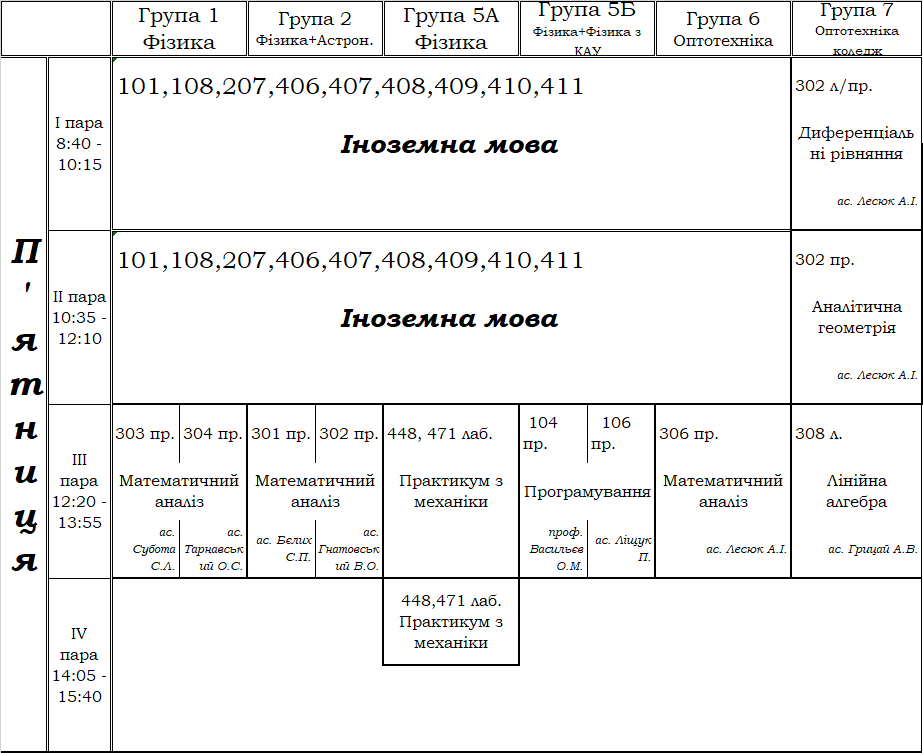 Група 1
Фізика
Група 2
Фізика+Астрон.
Група 5А
Фізика
Група 5Б
Фізика+Фізика з
КАУ
Група 6
Оптотехніка
Група 7
Оптотехніка
коледж
П'ятниця
I пара
8:40 -
10:15
101,108,207,406,407,408,409,410,411
Іноземна мова
302 л/пр.
Диференціаль
ні рівняння
ас. Лесюк А.І.
II пара
10:35 -
12:10
101,108,207,406,407,408,409,410,411
Іноземна мова
302 пр.
Аналітична
геометрія
ас. Лесюк А.І.
III
пара
12:20 -
13:55
303 пр.
304 пр.
Математичний
аналіз
ас.
Субота
С.Л.
ас.
Тарнавськ
ий О.С.
301 пр.
302 пр.
Математичний
аналіз
ас. Бєлих
С.П.
ас.
Гнатовськ
ий В.О.
448, 471 лаб.
Практикум з
механіки
104
пр.
106
пр.
Програмування
проф.
Васильєв
О.М.
ас. Ліщук
П.
306 пр.
Математичний
аналіз
ас. Лесюк А.І.
308 л.
Лінійна
алгебра
ас. Грицай А.В.
IV
пара
14:05 -
15:40
448,471 лаб.
Практикум з
механіки